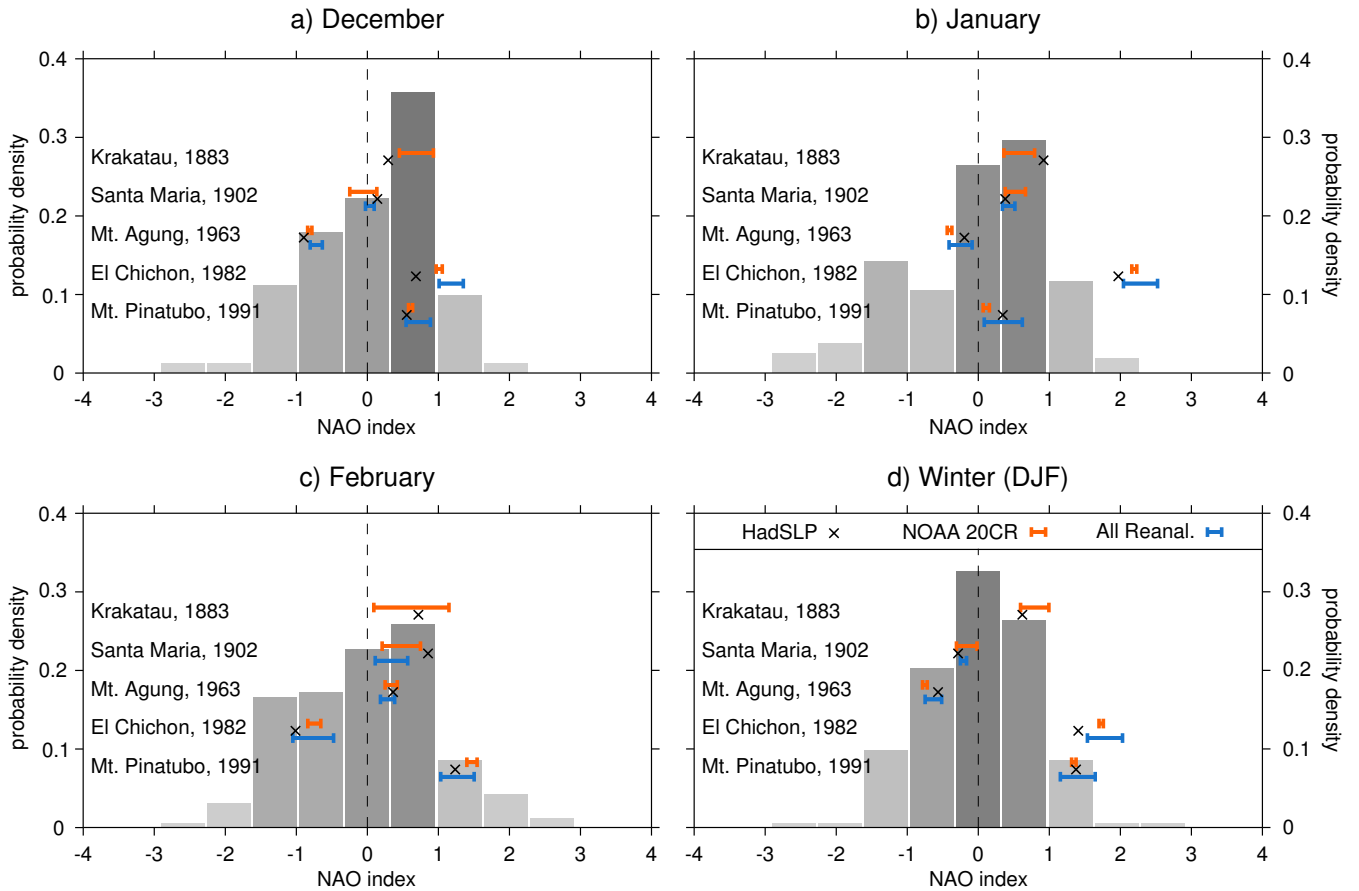 a) December
b) January
0.4
0.3
0.2
0.1
0
probability density
Krakatau, 1883
Santa Maria, 1902
Mt. Agung, 1963
El Chichon, 1982
Mt. Pinatubo, 1991
-4 -3 -2 -1 0 1 2 3 4
NAO index
Krakatau, 1883
Santa Maria, 1902
Mt. Agung, 1963
El Chichon, 1982
Mt. Pinatubo, 1991
0.4
0.3
0.2
0.1
0
probability density
-4 -3 -2 -1 0 1 2 3 4
NAO index
c) February
d) Winter (DJF)
0.4
0.3
0.2
0.1
0
probability density
Krakatau, 1883
Santa Maria, 1902
Mt. Agung, 1963
El Chichon, 1982
Mt. Pinatubo, 1991
-4 -3 -2 -1 0 1 2 3 4
NAO index
HadSLP NOAA 20CR All Reanal.
Krakatau, 1883
Santa Maria, 1902
Mt. Agung, 1963
El Chichon, 1982
Mt. Pinatubo, 1991
0.4
0.3
0.2
0.1
0
probability density
-4 -3 -2 -1 0 1 2 3 4
NAO index